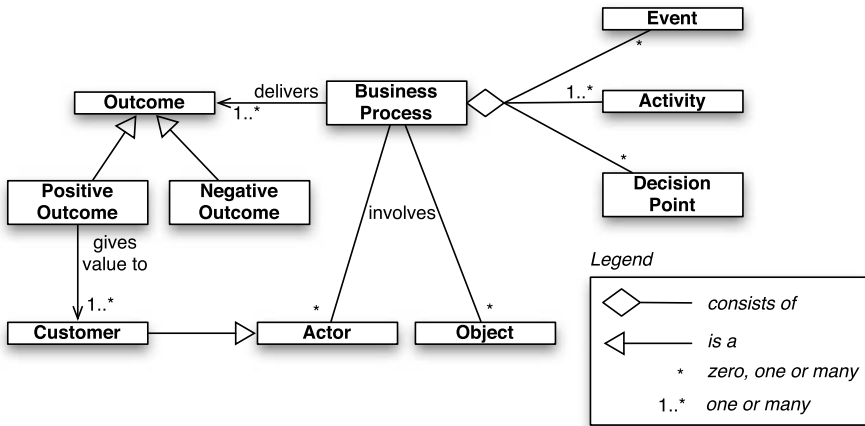 Event
*
Outcome
delivers
1..*
Business
Process
1..*
Activity
*
Decision
Point
Positive
Outcome
Negative
Outcome
involves
gives
value to
1..*
*
*
Customer
Actor
Object
Legend
consists of
is a
* zero, one or many
1..* one or many